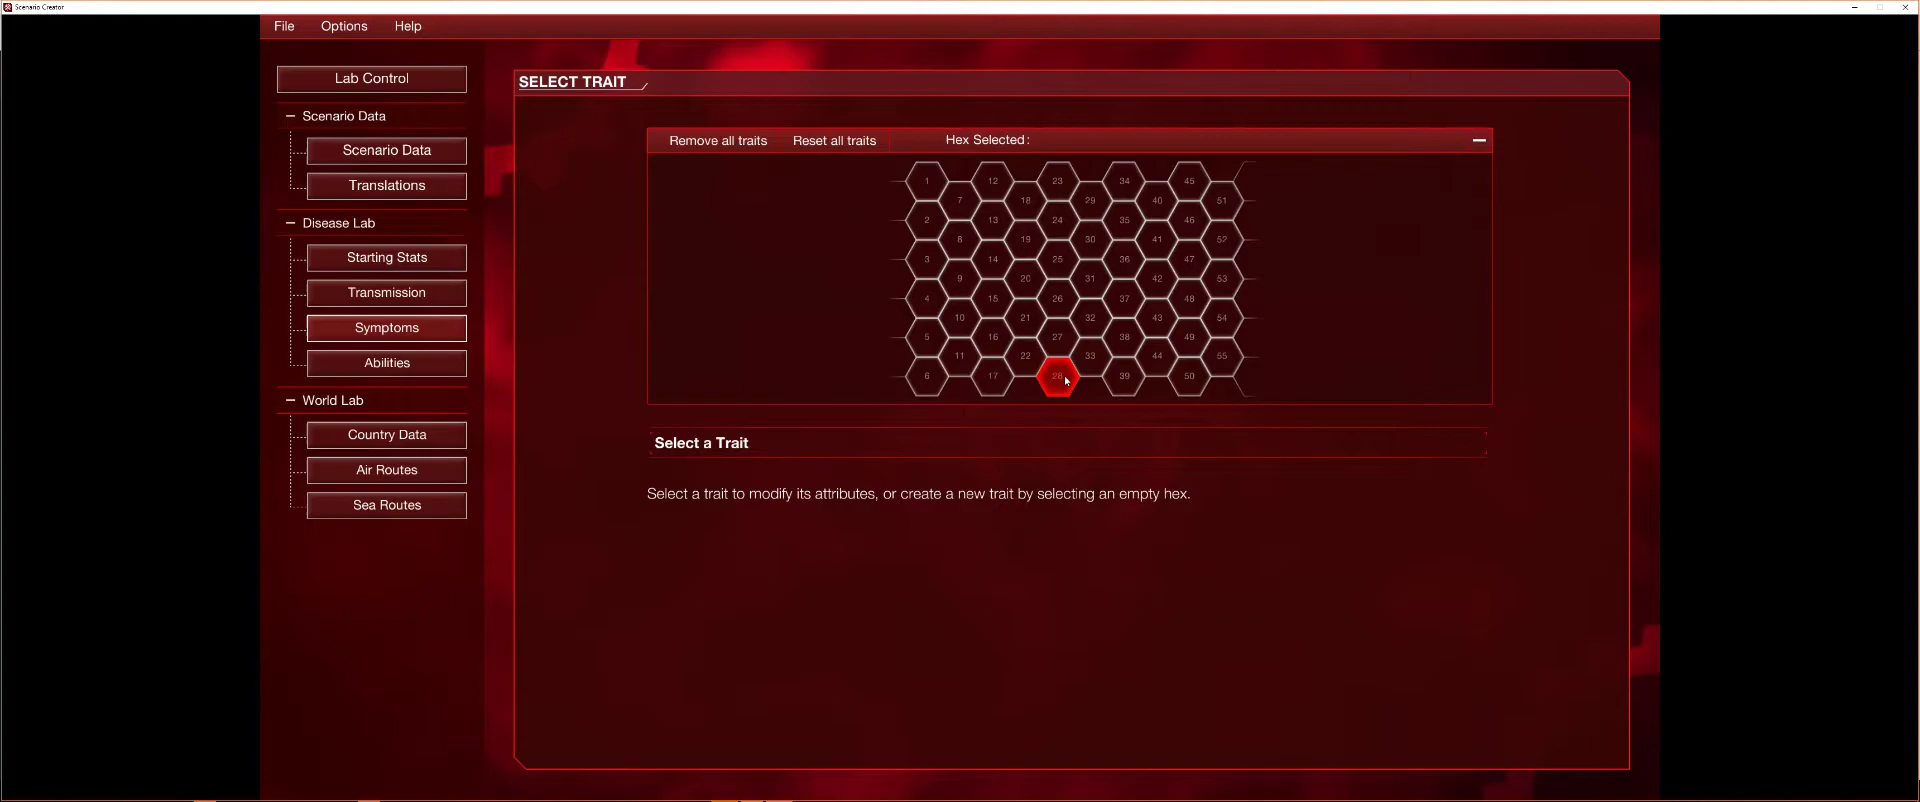 Scenario Creator
File Options Help
Lab Control
Scenario Data
Scenario Data
Translations
Disease Lab
Starting Stats
Transmission
Symptoms
Abilities
World Lab
Country Data
Air Routes
Sea Routes
SELECT TRAIT
Remove all traits Reset all traits Hex Selected:
1 12 23 34 45
7 18 29 40 51
2 13 24 35 46
8 19 30 41 52
3 14 25 36 47
9 20 31 42 53
4 15 26 37 48
10 21 32 43 54
5 16 27 38 49
11 22 33 44 55
6 17 28 39 50
Select a Trait
Select a trait to modify its attributes, or create a new trait by selecting an empty hex.